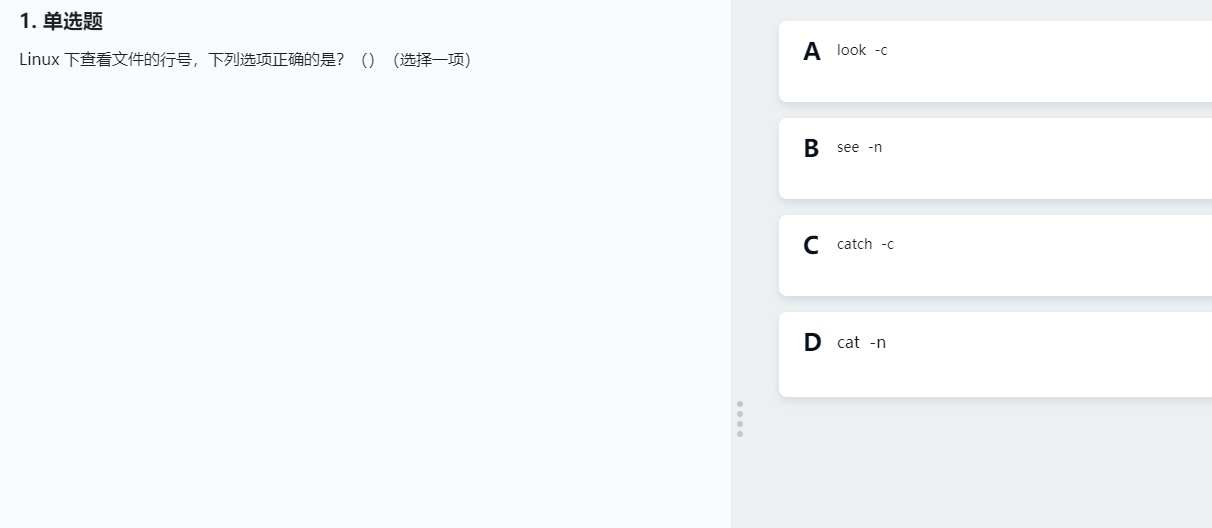 1. 单选题
Linux 下查看文件的行号，下列选项正确的是？（）（选择一项）
A look -c
B see -n
C catch -c
D cat -n